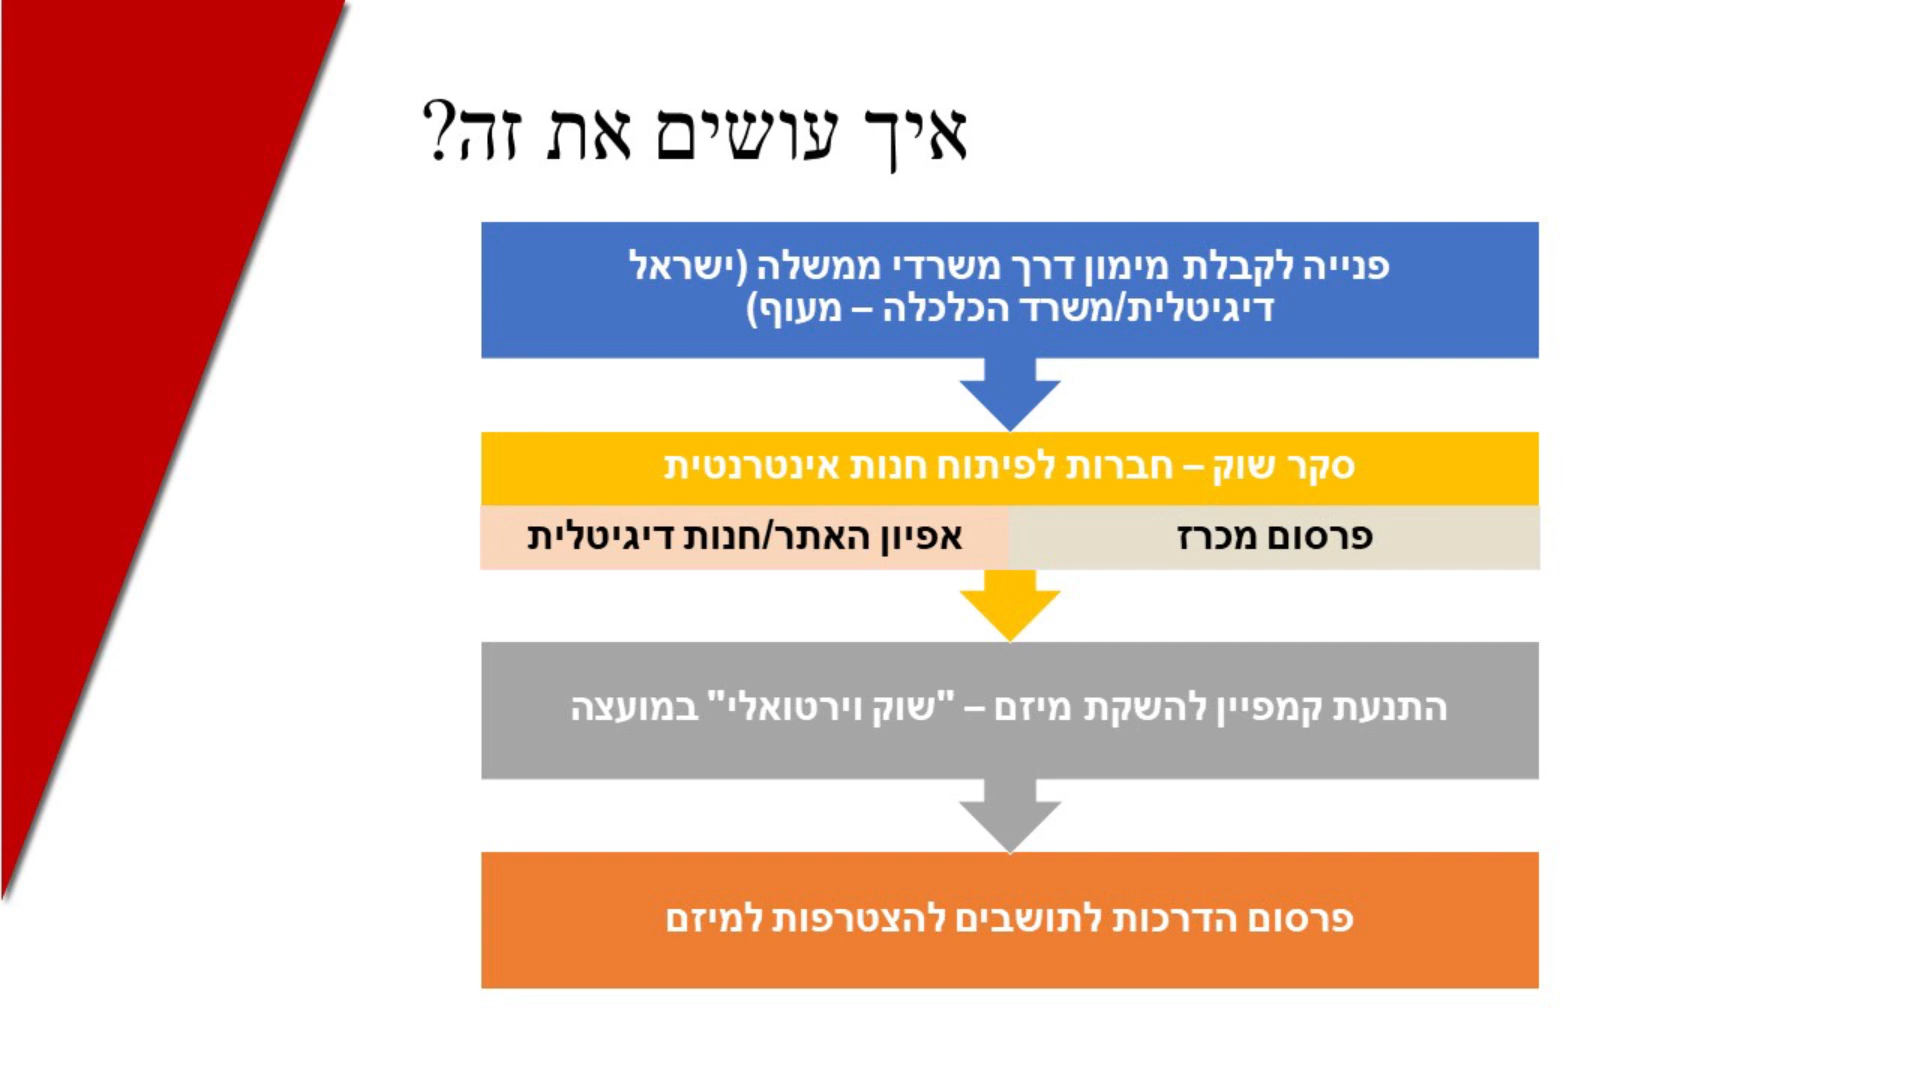 איך עושים את זה?
פנייה לקבלת מימון דרך משרדי ממשלה (ישראל
דיגיטלית/משרד הכלכלה – מעוף)
סקר שוק – חברות לפיתוח חנות אינטרנטית
פרסום מכרז
אפיון האתר/חנות דיגיטלית
התנעת קמפיין להשקת מיזם – "שוק וירטואלי" במועצה
פרסום הדרכות לתושבים להצטרפות למיזם